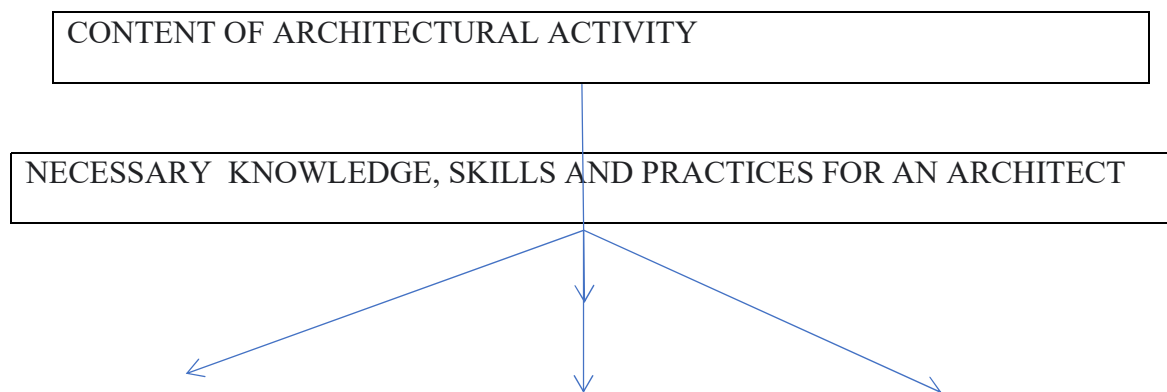 CONTENT OF ARCHITECTURAL ACTIVITY
NECESSARY  KNOWLEDGE, SKILLS AND PRACTICES FOR AN ARCHITECT